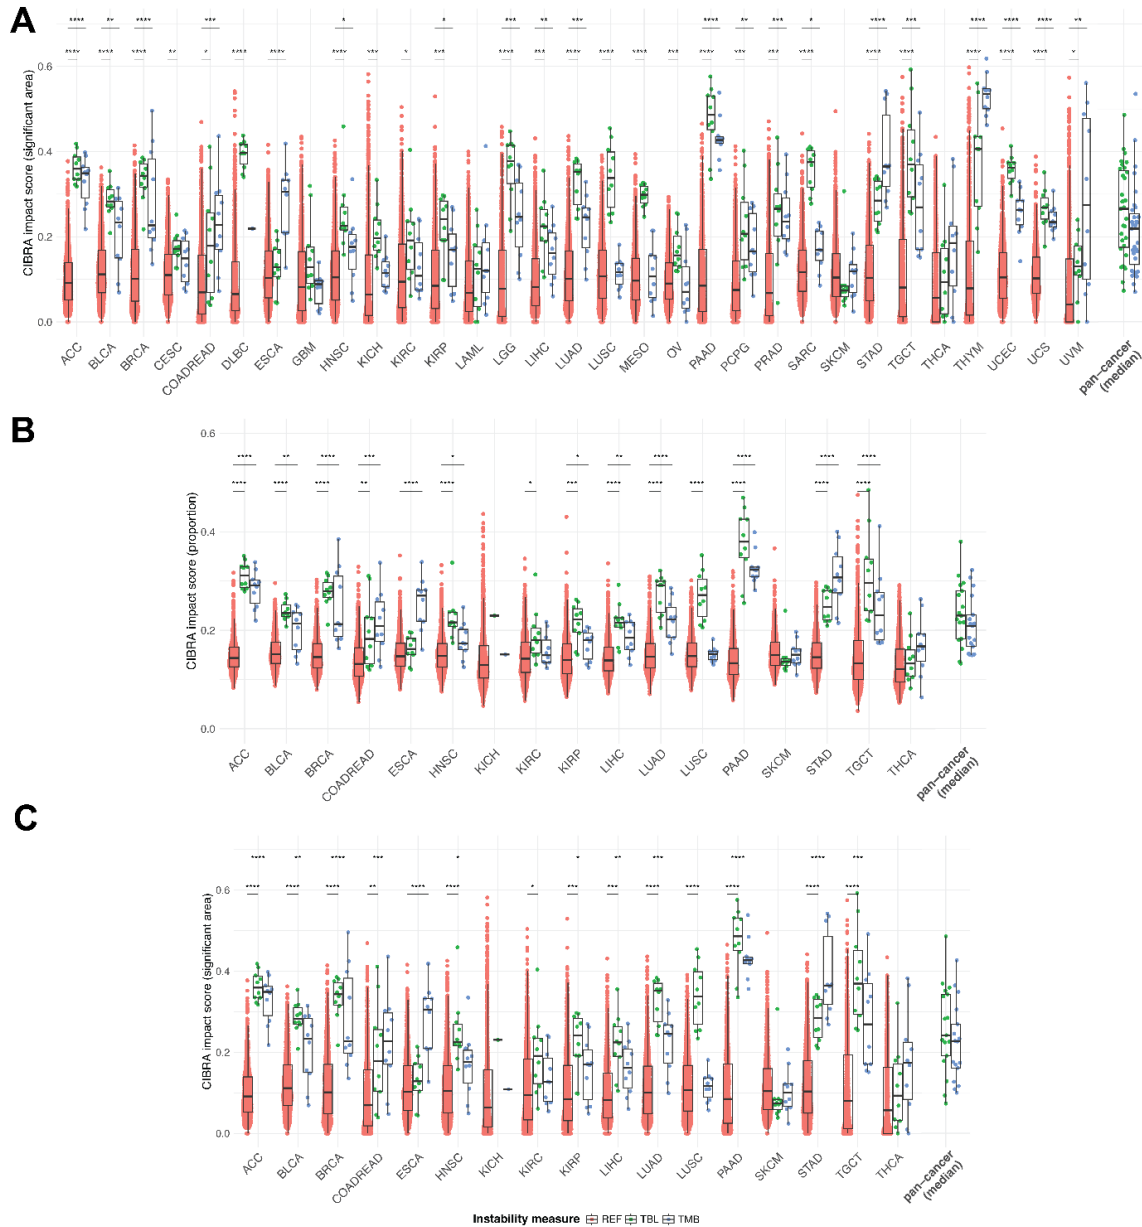 A
**** *** **** *** * * *** ** *** **** ** *** * **** *** **** **** **** **
**** **** **** ** * **** **** **** *** * *** **** *** **** **** **** ** **** *** *** **** **** **** **** **** **** *
CIBRA impact score (significant area)
0.6
0.4
0.2
0.0
ACC BLCA BRCA CESC COADREAD DLBC ESCA GBM HNSC KICH KIRC KIRP LAML LGG LIHC LUAD LUSC MESO OV PAAD PCPG PRAD SARC SKCM STAD TGCT THCA THYM UCEC UCS UVM pan-cancer
(median)
B
CIBRA impact score (proportion)
0.6
**** ** **** *** * * ** **** **** **** ****
**** **** **** ** **** **** * *** **** **** **** **** **** ****
0.4
0.2
0.0
ACC BLCA BRCA COADREAD ESCA HNSC KICH KIRC KIRP LIHC LUAD LUSC PAAD SKCM STAD TGCT THCA pan-cancer
(median)
C
**** ** **** *** * * ** *** **** **** ***
**** **** **** ** **** **** * *** *** **** **** **** **** ****
CIBRA impact score (significant area)
0.6
0.4
0.2
0.0
ACC BLCA BRCA COADREAD ESCA HNSC KICH KIRC KIRP LIHC LUAD LUSC PAAD SKCM STAD TGCT THCA pan-cancer
(median)
Instability measure REF TBL TMB